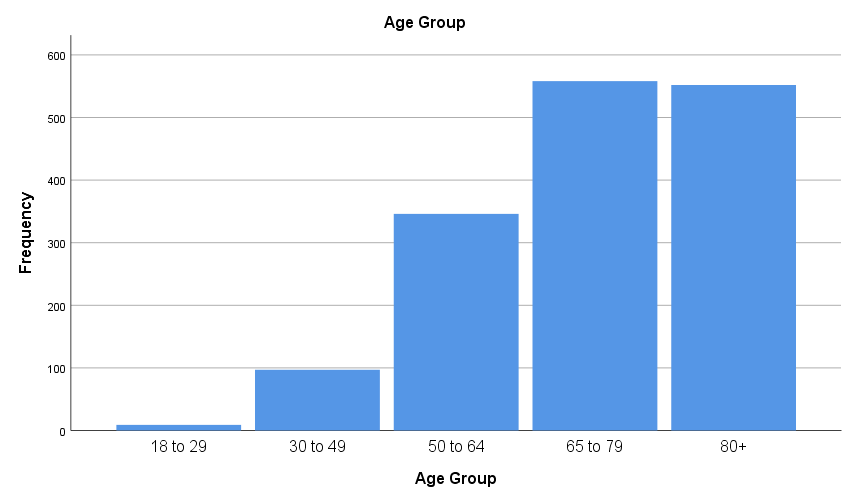 Age Group
600
500
400
300
200
100
0
Frequency
18 to 29
30 to 49
50 to 64
65 to 79
80+
Age Group